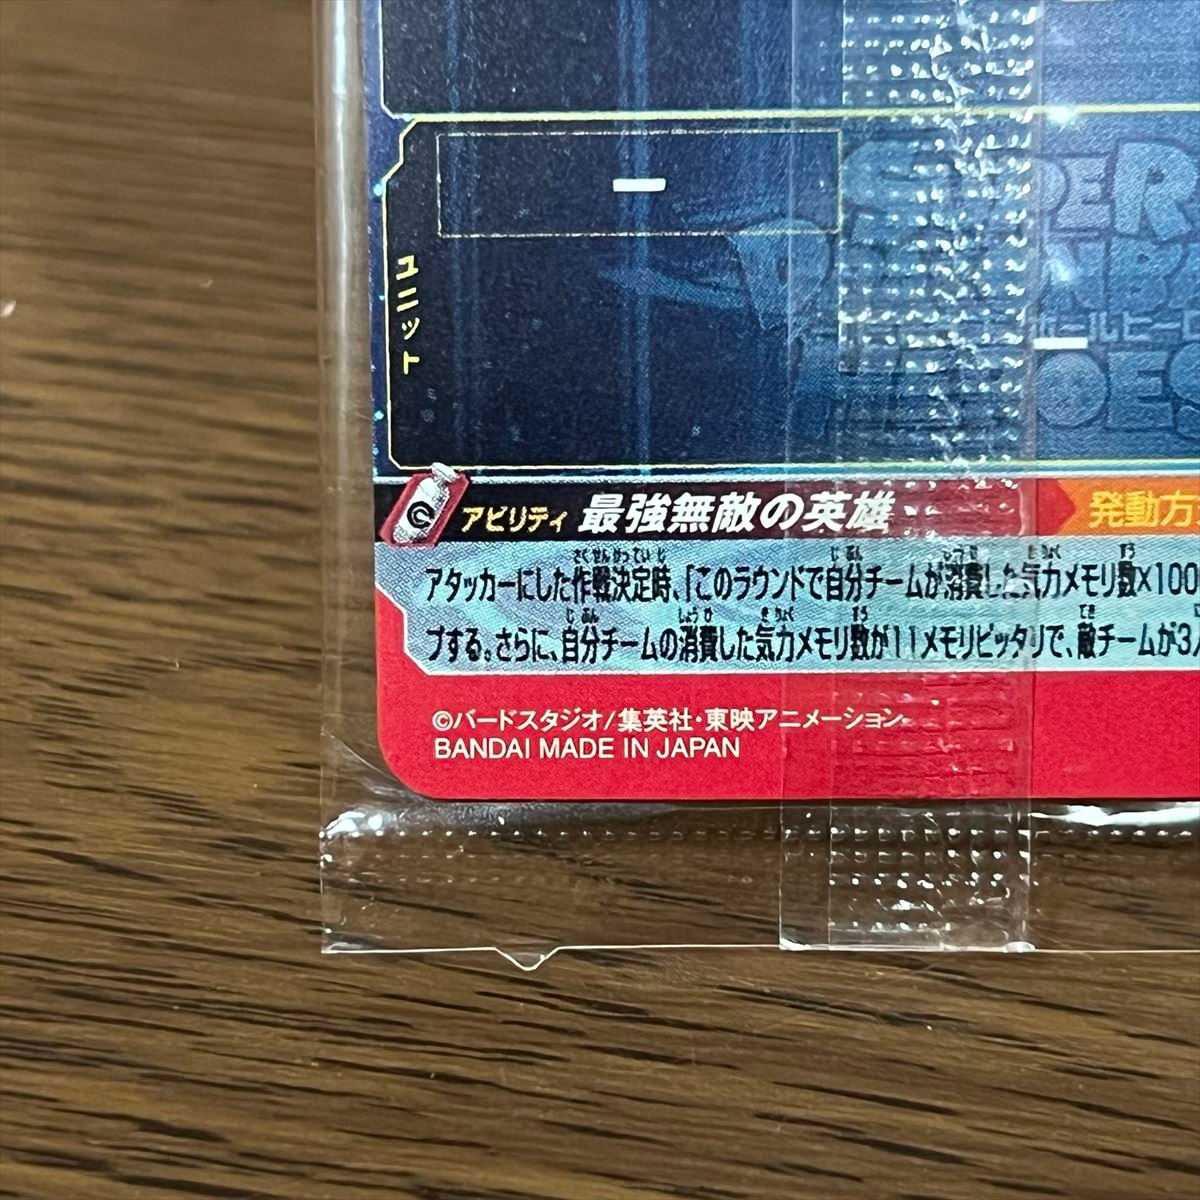 SUPER
ユニット
アビリティ 最強無敵の英雄 発動方
アタッカーにした作戦決定時、「このラウンドで自分チームが消費した気力メモリ数×100
プする。さらに、自分チームの消費した気力メモリ数が11メモリピッタリで、敵チームが3
©バードスタジオ/集英社・東映アニメーション
BANDAI MADE IN JAPAN